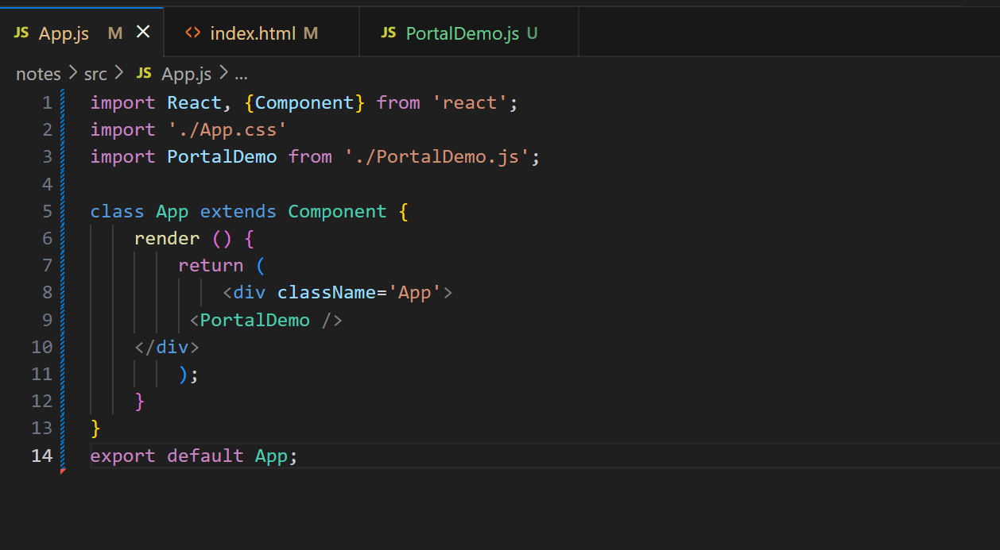 JS App.js M × <> index.html M JS PortalDemo.js U
notes > src > JS App.js > ...
1 import React, {Component} from 'react';
2 import './App.css'
3 import PortalDemo from './PortalDemo.js';
4
5 class App extends Component {
6     render () {
7         return (
8             <div className='App'>
9          <PortalDemo />
10     </div>
11         );
12     }
13 }
14 export default App;